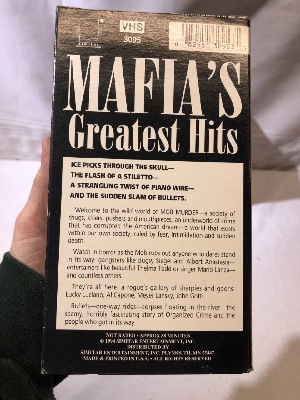 VHS
3095
MAFIA'S
Greatest Hits
ICE PICKS THROUGH THE SKULL—
THE FLASH OF A STILETTO—
A STRANGLING TWIST OF PIANO WIRE—
AND THE SUDDEN SLAM OF BULLETS.
Welcome to the wild world of MOB MURDER—a society of
thugs, killers, pushers and mouthpieces, an underworld of crime
that has corrupted the American dream—a world that exists
within our own society, ruled by fear, intimidation and sudden
death.
Watch in horror as the Mob rubs out anyone who dares stand
in its way: gangsters like Bugsy Siegel and Albert Anastasia—
entertainers like beautiful Thelma Todd or singer Mario Lanza—
and countless others.
They're all here: a rogue's gallery of sharpies and goons:
Lucky Luciano, Al Capone, Meyer Lansky, John Gotti.
Bullets—one-way rides—corpses floating in the river—the
seamy, horribly fascinating story of Organized Crime and the
people who got in its way.
NOT RATED • APPROX 58 MINUTES
© 1994 SIMITAR ENTERTAINMENT, INC.
DISTRIBUTED BY
SIMITAR ENTERTAINMENT, INC. PLYMOUTH, MN 55447
MADE & PRINTED IN U.S.A. • ALL RIGHTS RESERVED